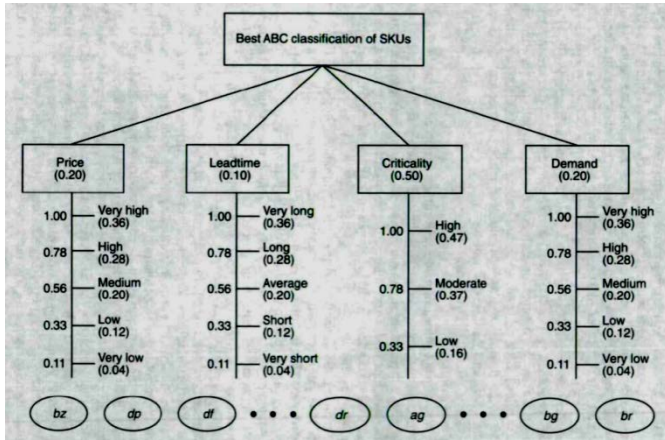 Best ABC classification of SKUs
Price
(0.20)
Leadtime
(0.10)
Criticality
(0.50)
Demand
(0.20)
1.00
Very high
(0.36)
0.78
High
(0.28)
0.56
Medium
(0.20)
0.33
Low
(0.12)
0.11
Very low
(0.04)
1.00
Very long
(0.36)
0.78
Long
(0.28)
0.56
Average
(0.20)
0.33
Short
(0.12)
0.11
Very short
(0.04)
1.00
High
(0.47)
0.78
Moderate
(0.37)
0.33
Low
(0.16)
1.00
Very high
(0.36)
0.78
High
(0.28)
0.56
Medium
(0.20)
0.33
Low
(0.12)
0.11
Very low
(0.04)
bz
dp
df
dr
ag
bg
br